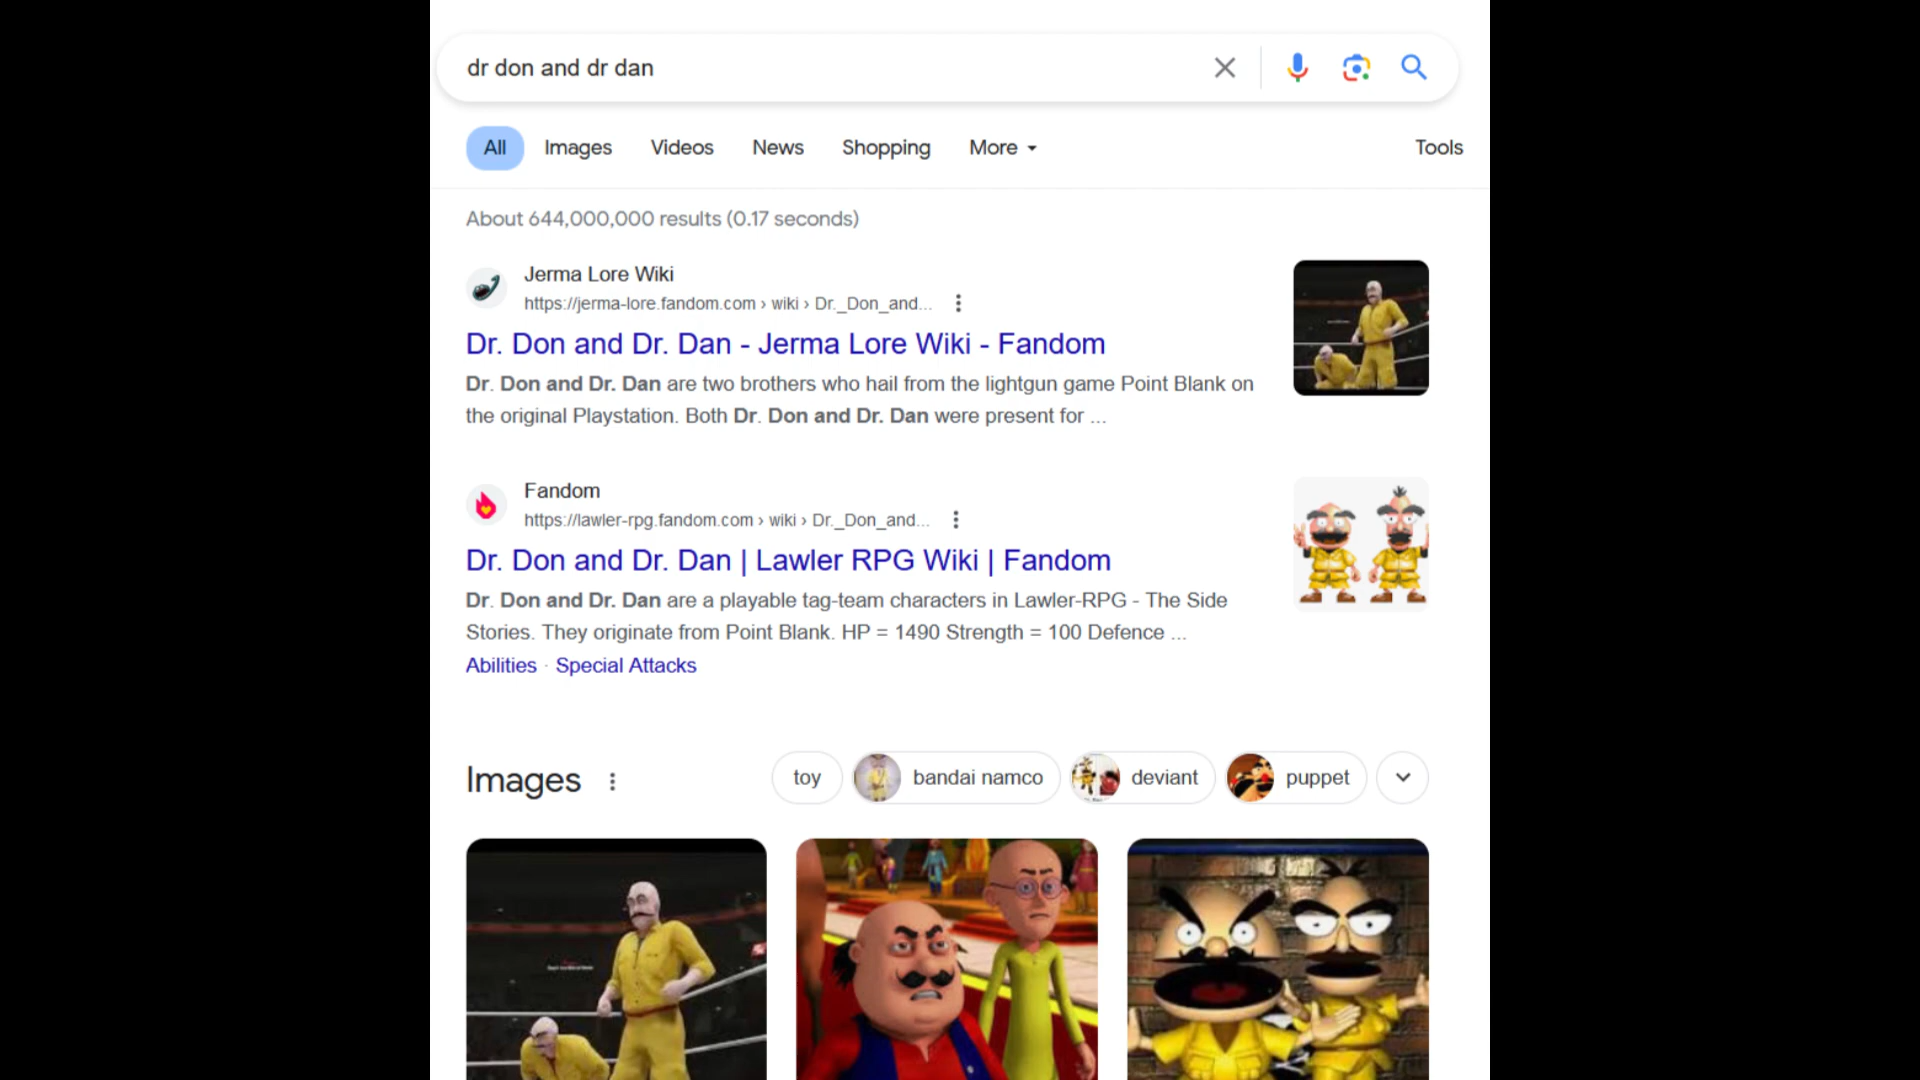 dr don and dr dan
All Images Videos News Shopping More Tools
About 644,000,000 results (0.17 seconds)
Jerma Lore Wiki
https://jerma-lore.fandom.com › wiki › Dr._Don_and...
Dr. Don and Dr. Dan - Jerma Lore Wiki - Fandom
Dr. Don and Dr. Dan are two brothers who hail from the lightgun game Point Blank on
the original Playstation. Both Dr. Don and Dr. Dan were present for ...
Fandom
https://lawler-rpg.fandom.com › wiki › Dr._Don_and...
Dr. Don and Dr. Dan | Lawler RPG Wiki | Fandom
Dr. Don and Dr. Dan are a playable tag-team characters in Lawler-RPG - The Side
Stories. They originate from Point Blank. HP = 1490 Strength = 100 Defence ...
Abilities · Special Attacks
Images toy bandai namco deviant puppet